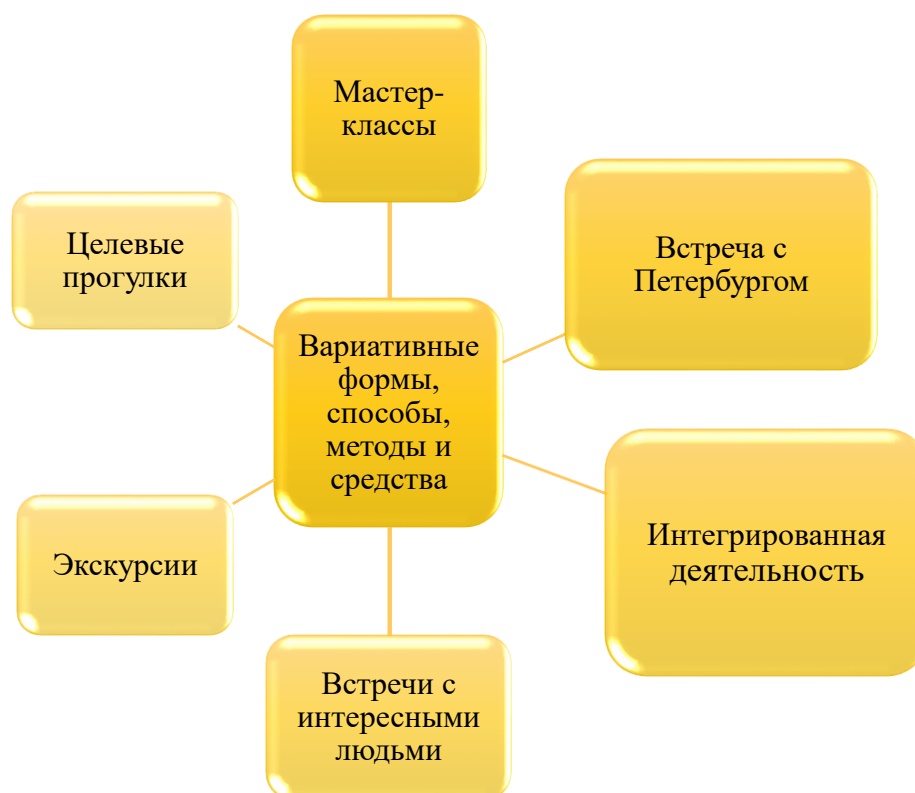 Мастер-
классы
Целевые
прогулки
Встреча с
Петербургом
Вариативные
формы,
способы,
методы и
средства
Экскурсии
Интегрированная
деятельность
Встречи с
интересными
людьми